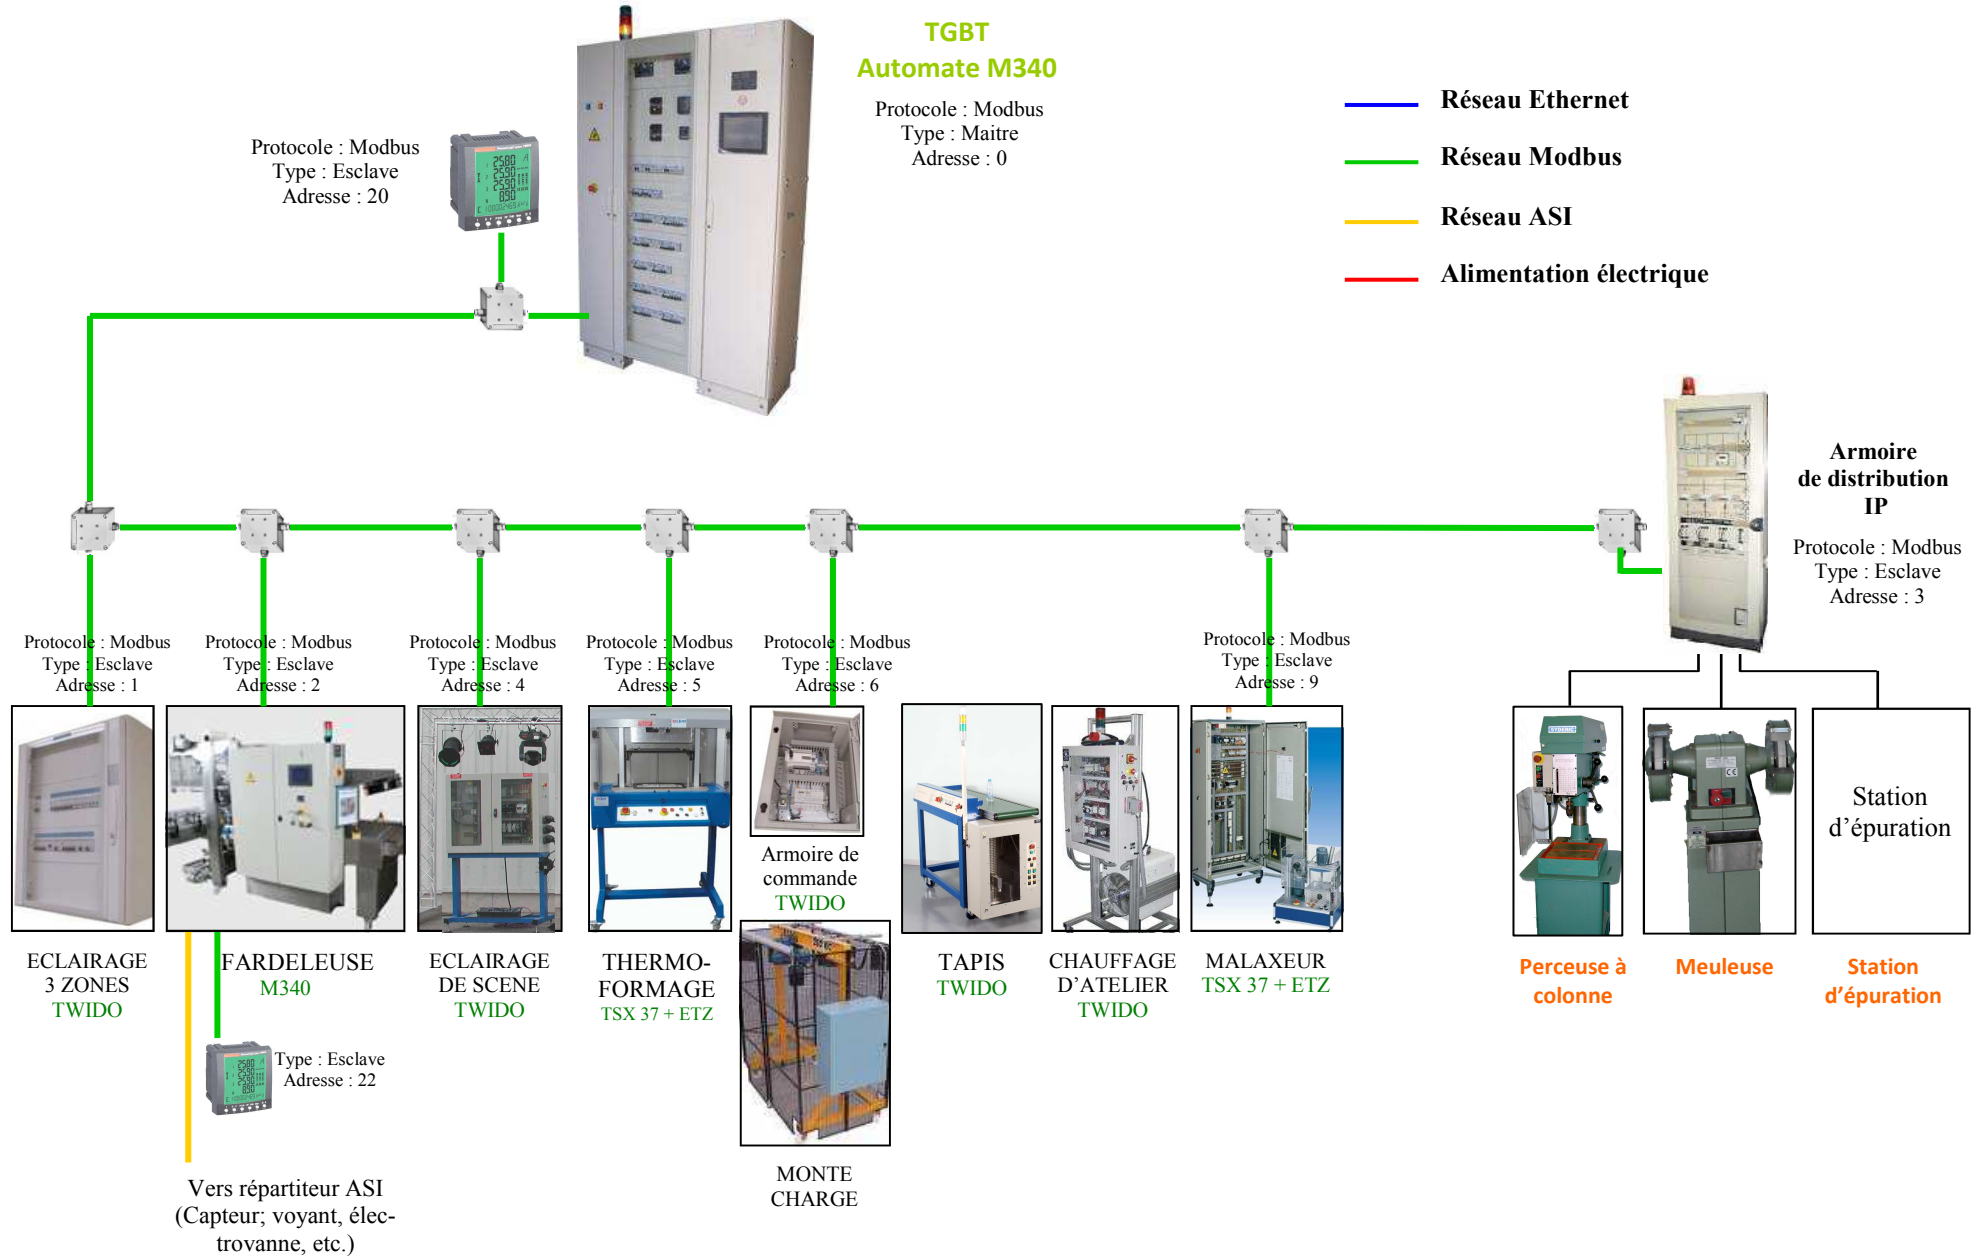 TGBT
Automate M340
Protocole : Modbus
Type : Maitre
Adresse : 0
Protocole : Modbus
Type : Esclave
Adresse : 20
Réseau Ethernet
Réseau Modbus
Réseau ASI
Alimentation électrique
Armoire
de distribution
IP
Protocole : Modbus
Type : Esclave
Adresse : 3
Protocole : Modbus
Type : Esclave
Adresse : 1
Protocole : Modbus
Type : Esclave
Adresse : 2
Protocole : Modbus
Type : Esclave
Adresse : 4
Protocole : Modbus
Type : Esclave
Adresse : 5
Protocole : Modbus
Type : Esclave
Adresse : 6
Protocole : Modbus
Type : Esclave
Adresse : 9
Armoire de
commande
TWIDO
Station
d'épuration
ECLAIRAGE
3 ZONES
TWIDO
FARDELEUSE
M340
ECLAIRAGE
DE SCENE
TWIDO
THERMO-
FORMAGE
TSX 37 + ETZ
TAPIS
TWIDO
CHAUFFAGE
D'ATELIER
TWIDO
MALAXEUR
TSX 37 + ETZ
Perceuse à
colonne
Meuleuse
Station
d'épuration
Type : Esclave
Adresse : 22
MONTE
CHARGE
Vers répartiteur ASI
(Capteur; voyant, élec-
trovanne, etc.)